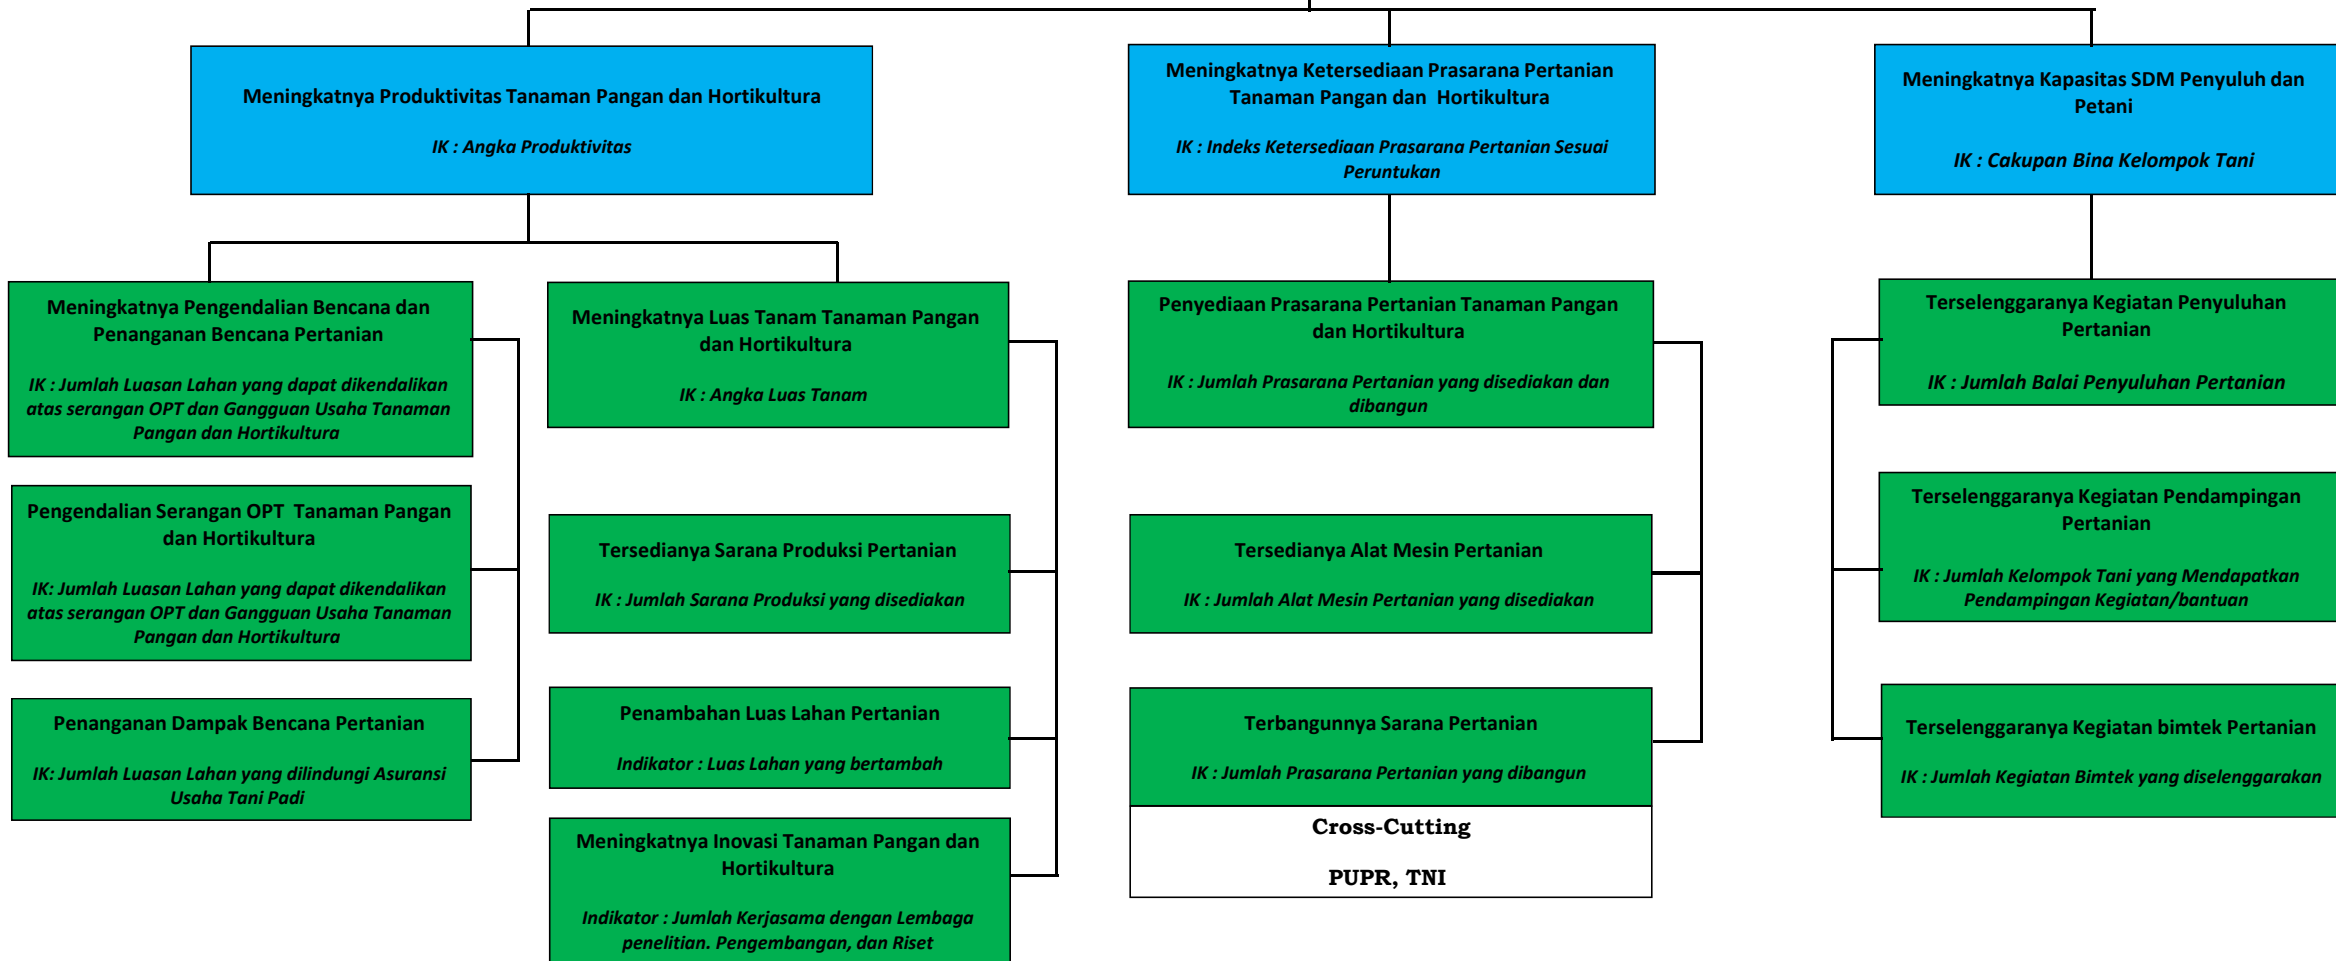 Meningkatnya Produktivitas Tanaman Pangan dan Hortikultura
IK : Angka Produktivitas
Meningkatnya Ketersediaan Prasarana Pertanian
Tanaman Pangan dan Hortikultura
IK : Indeks Ketersediaan Prasarana Pertanian Sesuai
Peruntukan
Meningkatnya Kapasitas SDM Penyuluh dan
Petani
IK : Cakupan Bina Kelompok Tani
Meningkatnya Pengendalian Bencana dan
Penanganan Bencana Pertanian
IK : Jumlah Luasan Lahan yang dapat dikendalikan
atas serangan OPT dan Gangguan Usaha Tanaman
Pangan dan Hortikultura
Pengendalian Serangan OPT Tanaman Pangan
dan Hortikultura
IK: Jumlah Luasan Lahan yang dapat dikendalikan
atas serangan OPT dan Gangguan Usaha Tanaman
Pangan dan Hortikultura
Penanganan Dampak Bencana Pertanian
IK: Jumlah Luasan Lahan yang dilindungi Asuransi
Usaha Tani Padi
Meningkatnya Luas Tanam Tanaman Pangan
dan Hortikultura
IK : Angka Luas Tanam
Tersedianya Sarana Produksi Pertanian
IK : Jumlah Sarana Produksi yang disediakan
Penambahan Luas Lahan Pertanian
Indikator : Luas Lahan yang bertambah
Meningkatnya Inovasi Tanaman Pangan dan
Hortikultura
Indikator : Jumlah Kerjasama dengan Lembaga
penelitian. Pengembangan, dan Riset
Penyediaan Prasarana Pertanian Tanaman Pangan
dan Hortikultura
IK : Jumlah Prasarana Pertanian yang disediakan dan
dibangun
Tersedianya Alat Mesin Pertanian
IK : Jumlah Alat Mesin Pertanian yang disediakan
Terbangunnya Sarana Pertanian
IK : Jumlah Prasarana Pertanian yang dibangun
Cross-Cutting
PUPR, TNI
Terselenggaranya Kegiatan Penyuluhan
Pertanian
IK : Jumlah Balai Penyuluhan Pertanian
Terselenggaranya Kegiatan Pendampingan
Pertanian
IK : Jumlah Kelompok Tani yang Mendapatkan
Pendampingan Kegiatan/bantuan
Terselenggaranya Kegiatan bimtek Pertanian
IK : Jumlah Kegiatan Bimtek yang diselenggarakan